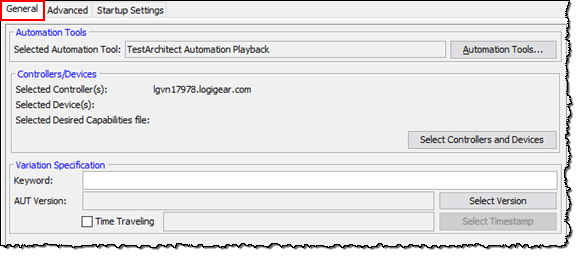 General Advanced Startup Settings
Automation Tools
Selected Automation Tool: TestArchitect Automation Playback Automation Tools...
Controllers/Devices
Selected Controller(s): lgvn17978.logigear.com
Selected Device(s):
Selected Desired Capabilities file:
Select Controllers and Devices
Variation Specification
Keyword:
AUT Version: Select Version
Time Traveling Select Timestamp